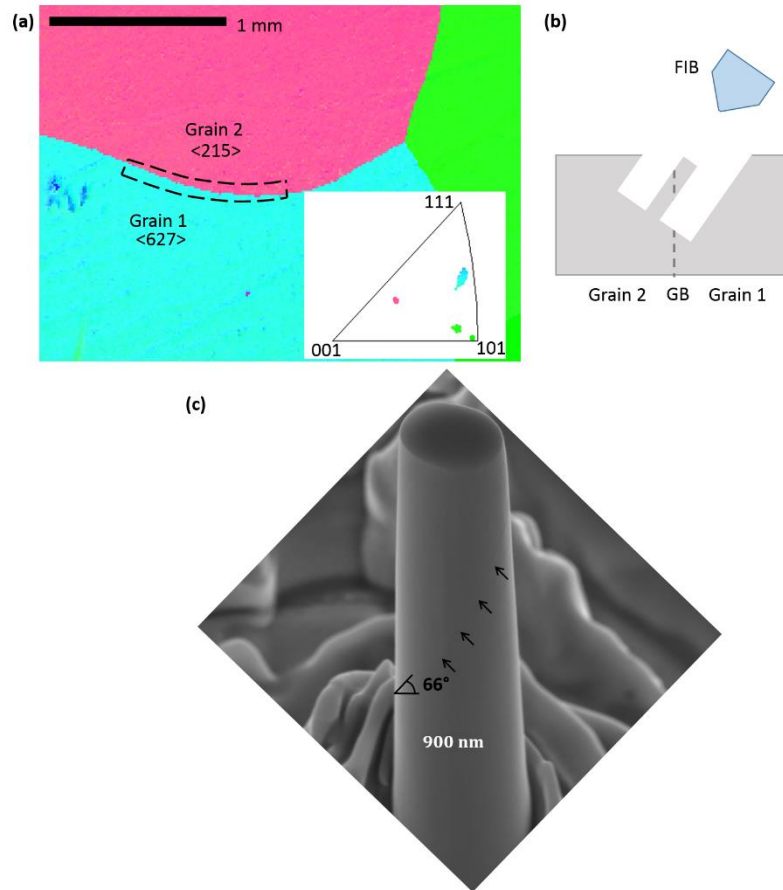 (a)
1 mm
Grain 2
<215>
Grain 1
<627>
111
001
101
(b)
FIB
Grain 2 GB Grain 1
(c)
66°
900 nm